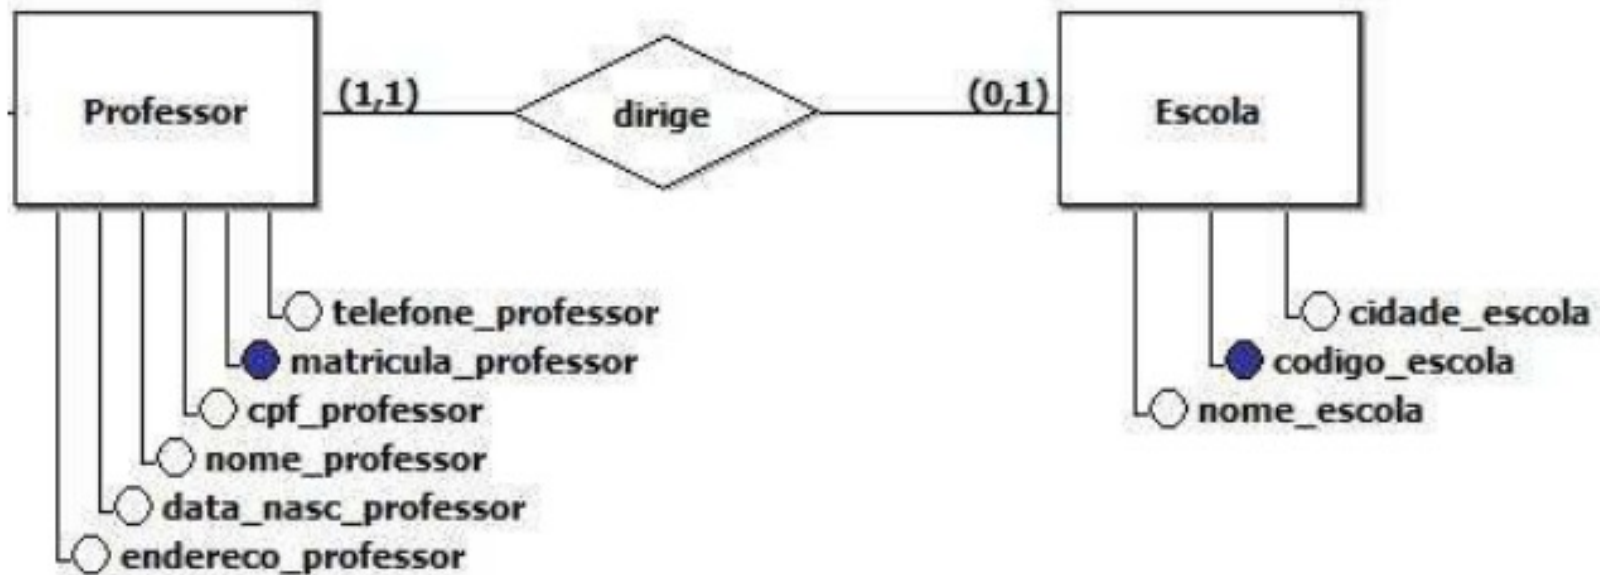 Professor
(1,1)
dirige
(0,1)
Escola
telefone_professor
matricula_professor
cpf_professor
nome_professor
data_nasc_professor
endereco_professor
cidade_escola
codigo_escola
nome_escola